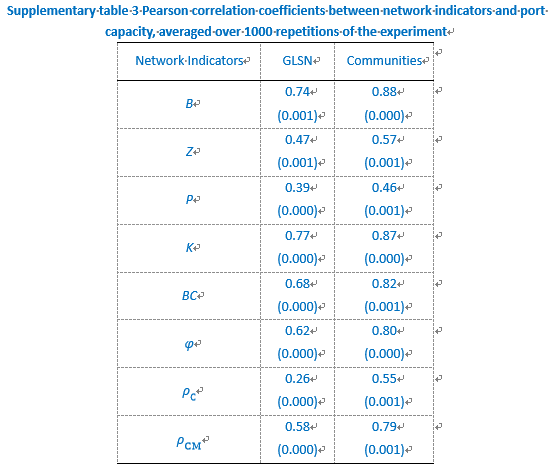 Supplementary table 3 Pearson correlation coefficients between network indicators and port
capacity, averaged over 1000 repetitions of the experiment
Network Indicators GLSN Communities
B 0.74 0.88
(0.001) (0.000)
Z 0.47 0.57
(0.001) (0.001)
P 0.39 0.46
(0.000) (0.001)
K 0.77 0.87
(0.000) (0.000)
BC 0.68 0.82
(0.000) (0.001)
φ 0.62 0.80
(0.000) (0.000)
ρC 0.26 0.55
(0.000) (0.001)
ρCM 0.58 0.79
(0.000) (0.001)